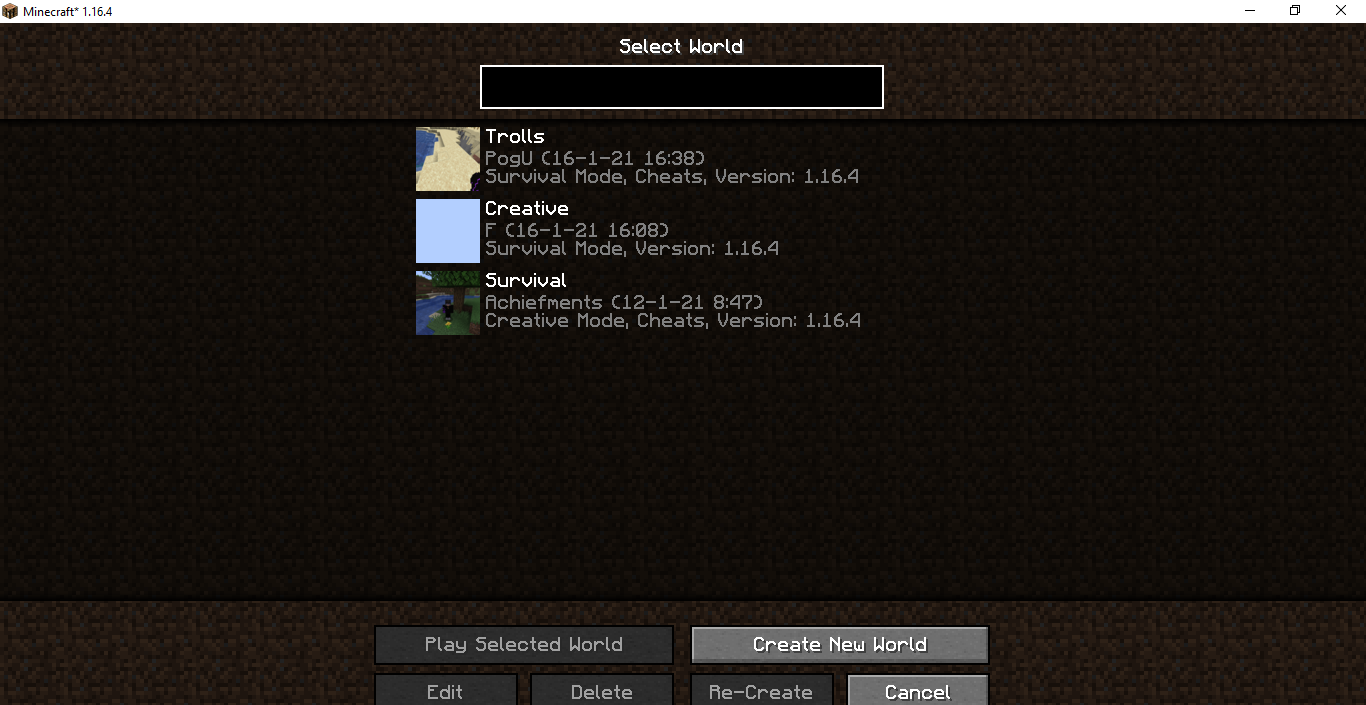 Minecraft* 1.16.4
Select World
Trolls
PogU (16-1-21 16:38)
Survival Mode, Cheats, Version: 1.16.4
Creative
F (16-1-21 16:08)
Survival Mode, Version: 1.16.4
Survival
Achiefments (12-1-21 8:47)
Creative Mode, Cheats, Version: 1.16.4
Play Selected World
Create New World
Edit
Delete
Re-Create
Cancel